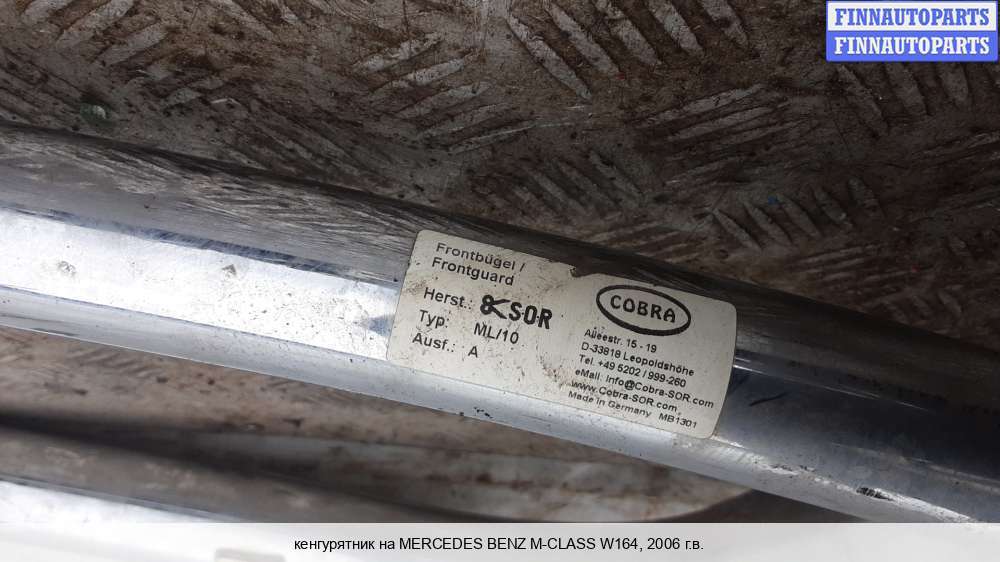 FINNAUTOPARTS
FINNAUTOPARTS
Frontbügel /
Frontguard
Herst.: SOR
Typ: ML/10
Ausf.: A
COBRA
Alleestr. 15 - 19
D-33818 Leopoldshöhe
Tel. +49 5202 / 999-260
eMail: Info@Cobra-SOR.com
www.Cobra-SOR.com
Made in Germany MB1301
кенгурятник на MERCEDES BENZ M-CLASS W164, 2006 г.в.